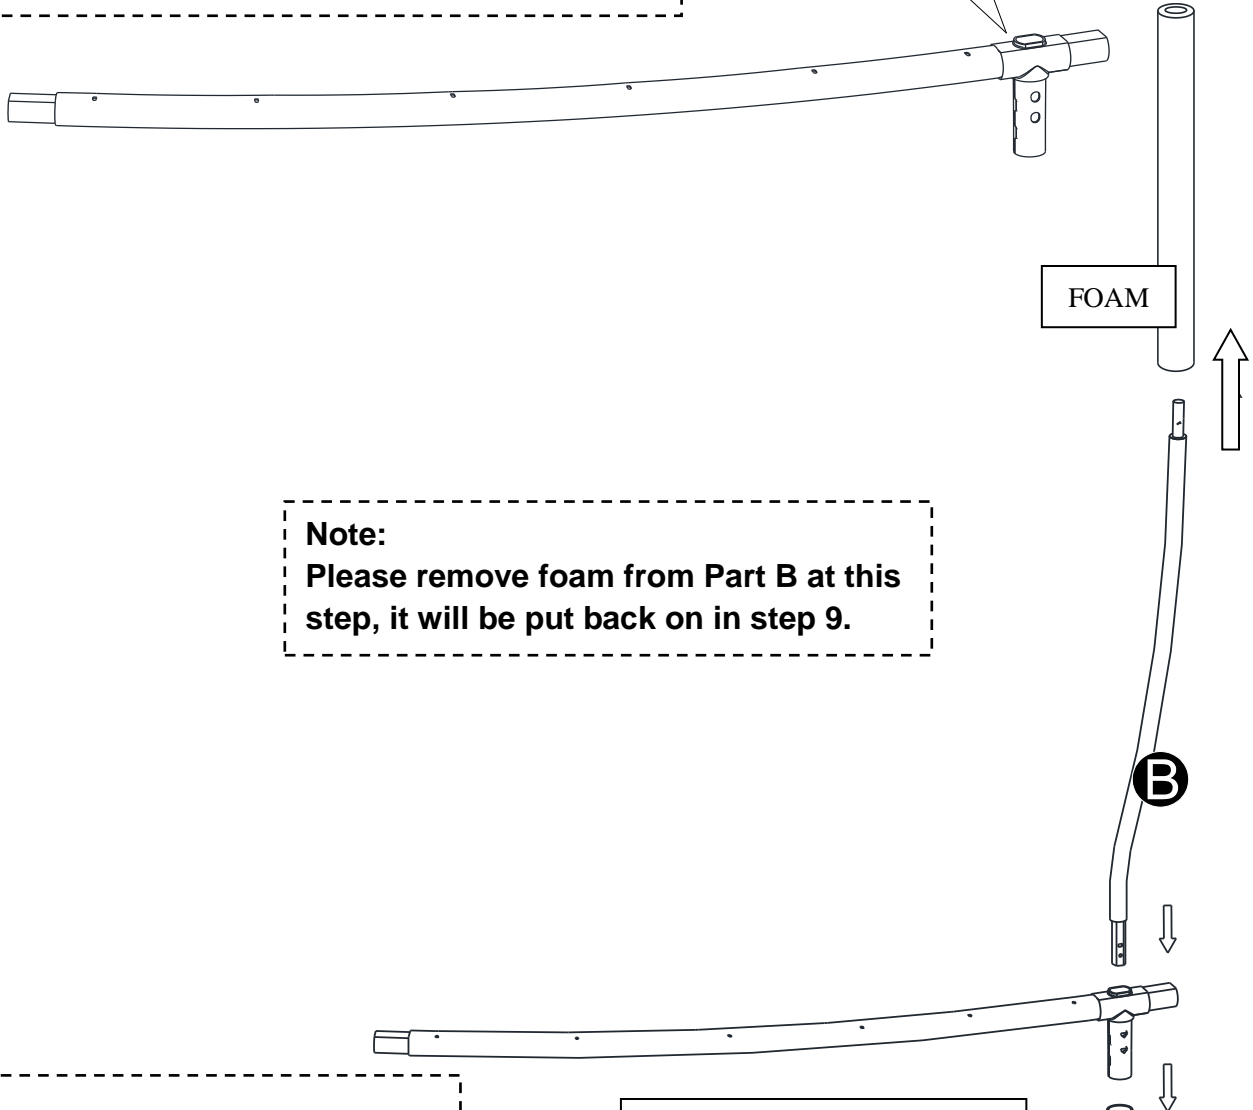 FOAM
Note:
Please remove foam from Part B at this
step, it will be put back on in step 9.
B